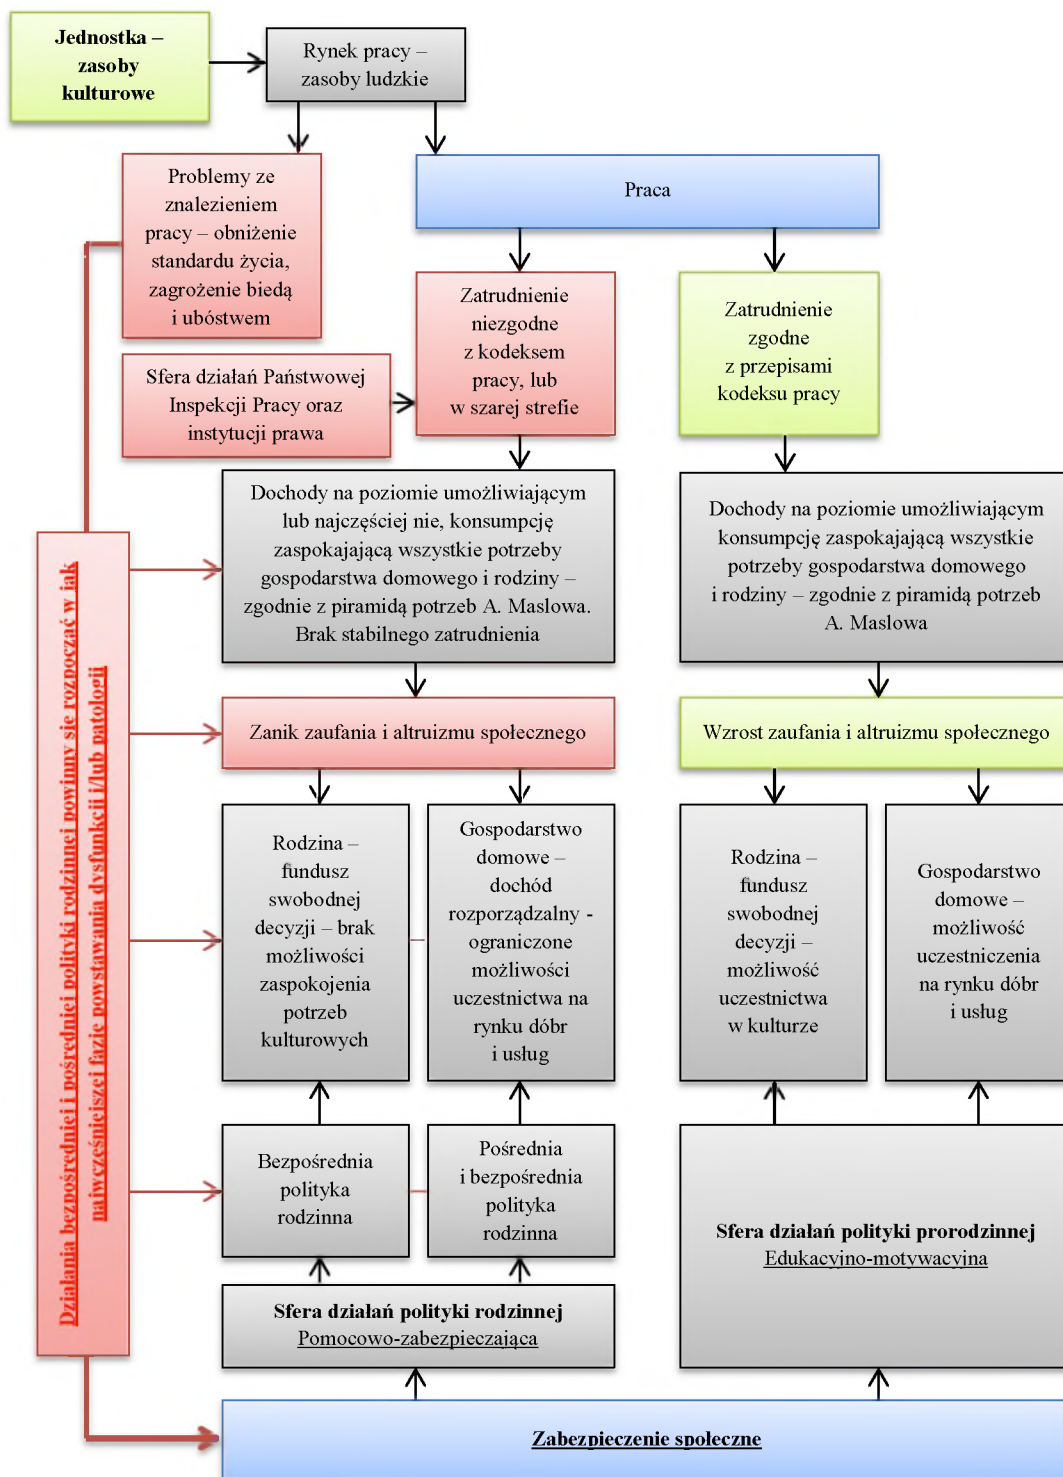 Jednostka –
zasoby
kulturowe
Rynek pracy –
zasoby ludzkie
Problemy ze
znalezieniem
pracy – obniżenie
standardu życia,
zagrożenie biedą
i ubóstwem
Praca
Zatrudnienie
niezgodne
z kodeksem
pracy, lub
w szarej strefie
Zatrudnienie
zgodne
z przepisami
kodeksu pracy
Sfera działań Państwowej
Inspekcji Pracy oraz
instytucji prawa
Dochody na poziomie umożliwiającym
lub najczęściej nie, konsumpcję
zaspokajającą wszystkie potrzeby
gospodarstwa domowego i rodziny –
zgodnie z piramidą potrzeb A. Maslowa.
Brak stabilnego zatrudnienia
Dochody na poziomie umożliwiającym
konsumpcję zaspokajającą wszystkie
potrzeby gospodarstwa domowego
i rodziny – zgodnie z piramidą potrzeb
A. Maslowa
Działania bezpośredniej i pośredniej polityki rodzinnej powinny się rozpocząć w jak
najwcześniejszej fazie powstawania dysfunkcji i/lub patologii
Zanik zaufania i altruizmu społecznego
Wzrost zaufania i altruizmu społecznego
Rodzina –
fundusz
swobodnej
decyzji – brak
możliwości
zaspokojenia
potrzeb
kulturowych
Gospodarstwo
domowe –
dochód
rozporządzalny -
ograniczone
możliwości
uczestnictwa na
rynku dóbr
i usług
Rodzina –
fundusz
swobodnej
decyzji –
możliwość
uczestnictwa
w kulturze
Gospodarstwo
domowe –
możliwość
uczestniczenia
na rynku dóbr
i usług
Bezpośrednia
polityka
rodzinna
Pośrednia
i bezpośrednia
polityka
rodzinna
Sfera działań polityki prorodzinnej
Edukacyjno-motywacyjna
Sfera działań polityki rodzinnej
Pomocowo-zabezpieczająca
Zabezpieczenie społeczne